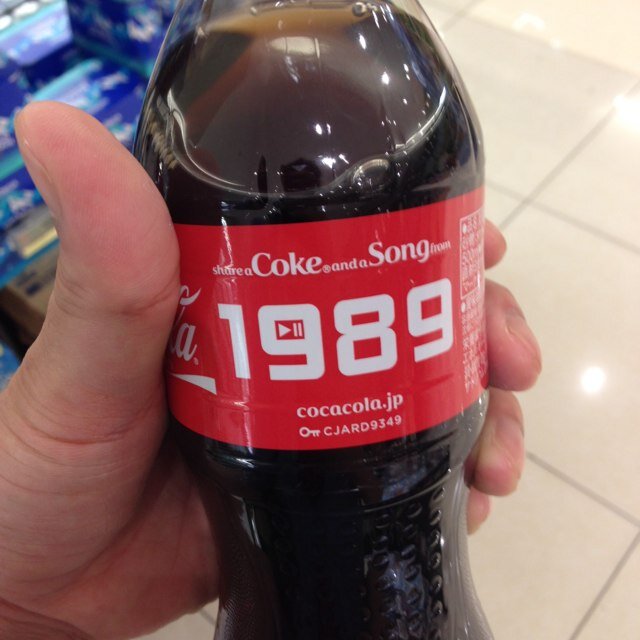 share a Coke® and a Song from
1989
cocacola.jp
CJARD9349